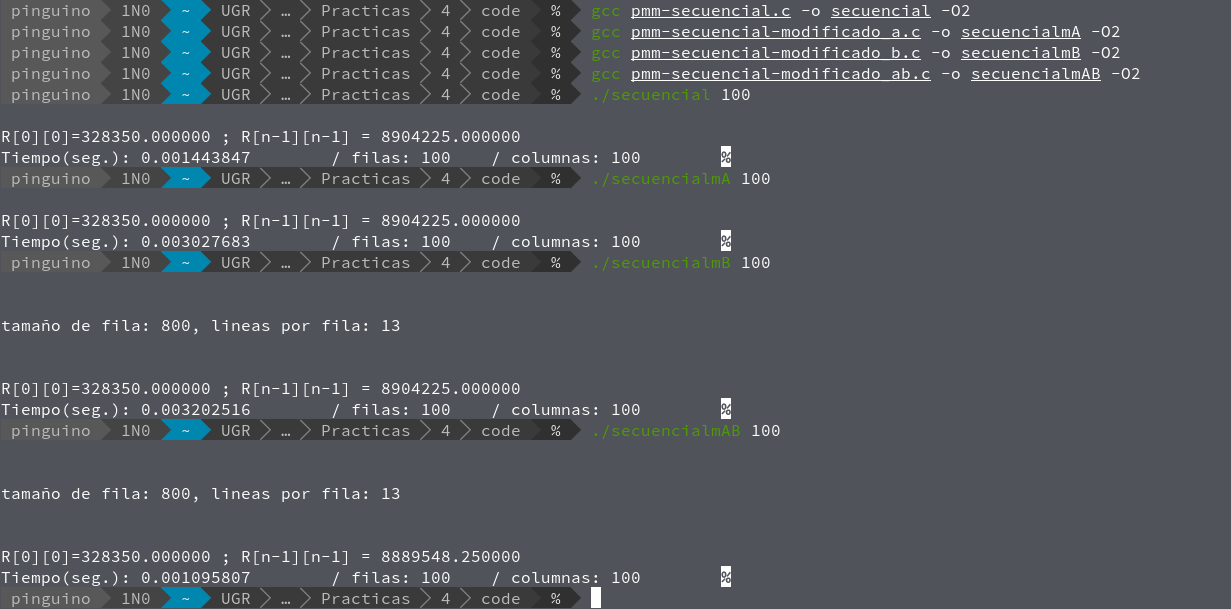 pinguino 1N0 ~ UGR … Practicas 4 code % gcc pmm-secuencial.c -o secuencial -O2
pinguino 1N0 ~ UGR … Practicas 4 code % gcc pmm-secuencial-modificado_a.c -o secuencialmA -O2
pinguino 1N0 ~ UGR … Practicas 4 code % gcc pmm-secuencial-modificado_b.c -o secuencialmB -O2
pinguino 1N0 ~ UGR … Practicas 4 code % gcc pmm-secuencial-modificado_ab.c -o secuencialmAB -O2
pinguino 1N0 ~ UGR … Practicas 4 code % ./secuencial 100
R[0][0]=328350.000000 ; R[n-1][n-1] = 8904225.000000
Tiempo(seg.): 0.001443847 / filas: 100 / columnas: 100 %
pinguino 1N0 ~ UGR … Practicas 4 code % ./secuencialmA 100
R[0][0]=328350.000000 ; R[n-1][n-1] = 8904225.000000
Tiempo(seg.): 0.003027683 / filas: 100 / columnas: 100 %
pinguino 1N0 ~ UGR … Practicas 4 code % ./secuencialmB 100
tamaño de fila: 800, lineas por fila: 13
R[0][0]=328350.000000 ; R[n-1][n-1] = 8904225.000000
Tiempo(seg.): 0.003202516 / filas: 100 / columnas: 100 %
pinguino 1N0 ~ UGR … Practicas 4 code % ./secuencialmAB 100
tamaño de fila: 800, lineas por fila: 13
R[0][0]=328350.000000 ; R[n-1][n-1] = 8889548.250000
Tiempo(seg.): 0.001095807 / filas: 100 / columnas: 100 %
pinguino 1N0 ~ UGR … Practicas 4 code %